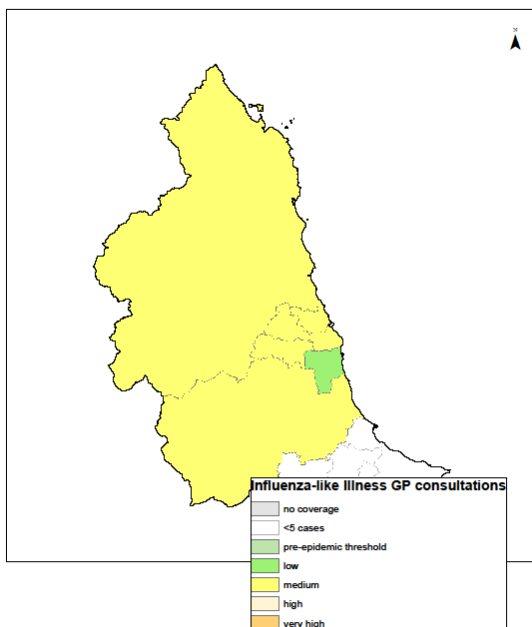 N
Influenza-like Illness GP consultations
no coverage
<5 cases
pre-epidemic threshold
low
medium
high
very high